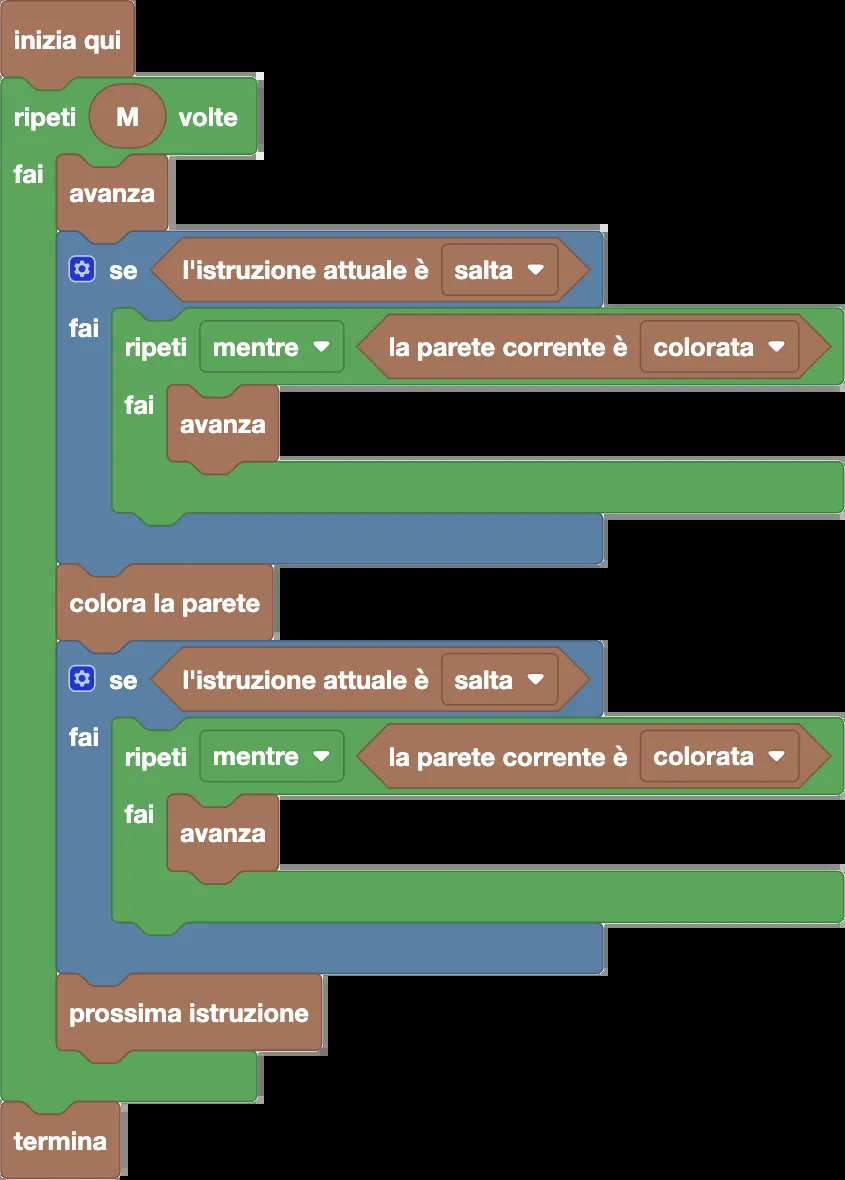 inizia qui
ripeti M volte
fai
avanza
se l'istruzione attuale è salta
fai
ripeti mentre la parete corrente è colorata
fai
avanza
colora la parete
se l'istruzione attuale è salta
fai
ripeti mentre la parete corrente è colorata
fai
avanza
prossima istruzione
termina